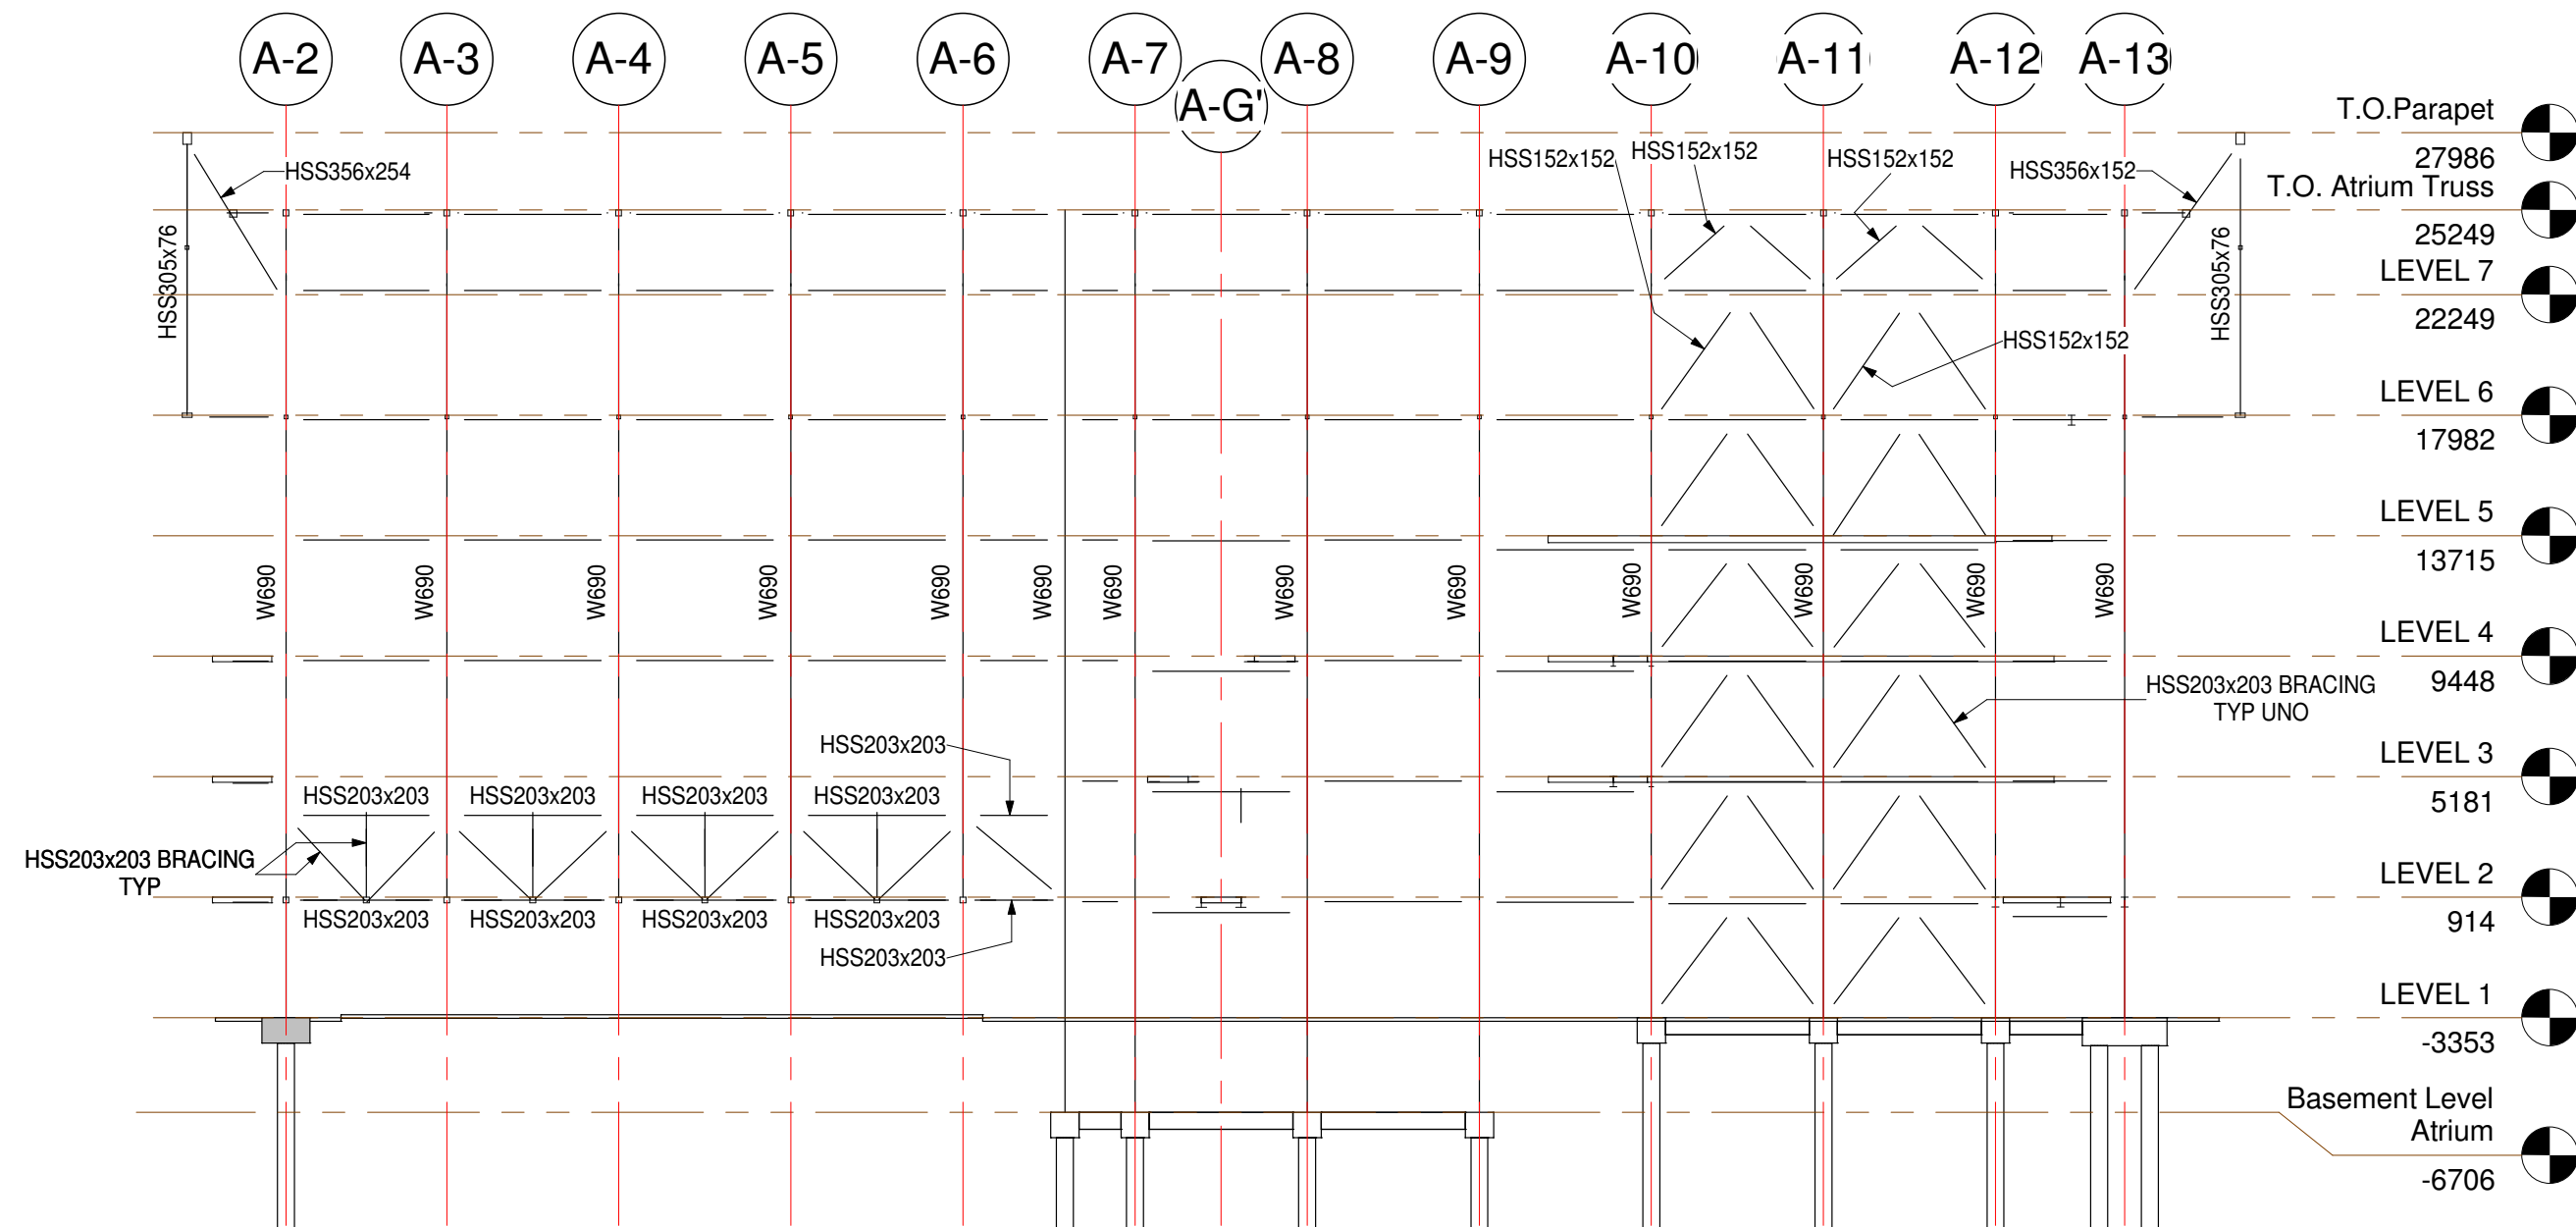 A-2
A-3
A-4
A-5
A-6
A-7
A-G'
A-8
A-9
A-10
A-11
A-12
A-13
T.O.Parapet
27986
T.O. Atrium Truss
25249
LEVEL 7
22249
LEVEL 6
17982
LEVEL 5
13715
LEVEL 4
9448
LEVEL 3
5181
LEVEL 2
914
LEVEL 1
-3353
Basement Level
Atrium
-6706
HSS356x254
HSS305x76
HSS152x152
HSS152x152
HSS152x152
HSS356x152
HSS305x76
HSS152x152
W690
W690
W690
W690
W690
W690
W690
W690
W690
W690
W690
W690
W690
HSS203x203 BRACING
TYP UNO
HSS203x203
HSS203x203
HSS203x203
HSS203x203
HSS203x203
HSS203x203 BRACING
TYP
HSS203x203
HSS203x203
HSS203x203
HSS203x203
HSS203x203